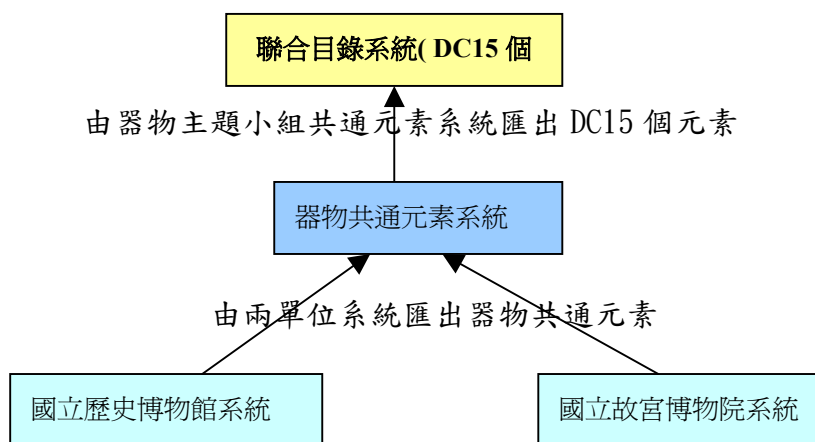 聯合目錄系統( DC15 個
由器物主題小組共通元素系統匯出 DC15 個元素
器物共通元素系統
由兩單位系統匯出器物共通元素
國立歷史博物館系統
國立故宮博物院系統